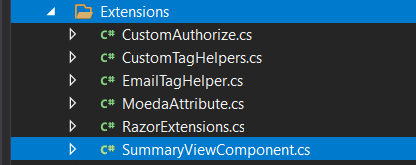 Extensions
C# CustomAuthorize.cs
C# CustomTagHelpers.cs
C# EmailTagHelper.cs
C# MoedaAttribute.cs
C# RazorExtensions.cs
C# SummaryViewComponent.cs